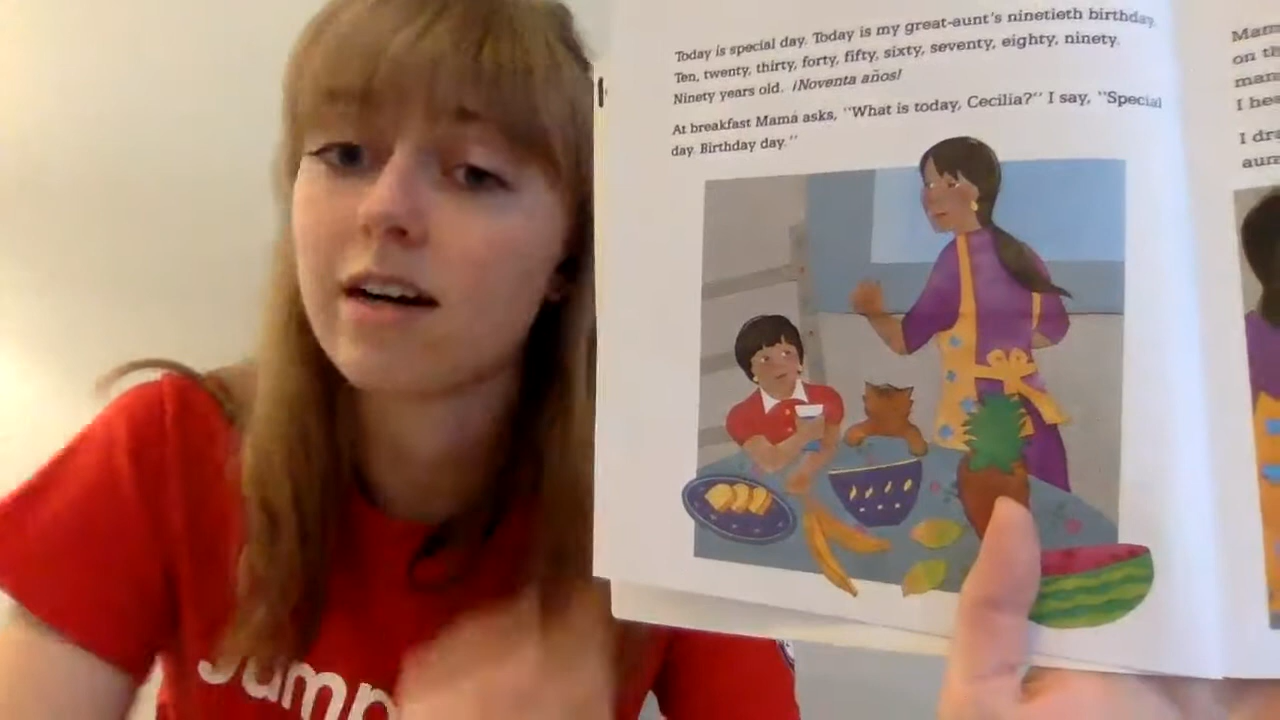 Today is special day. Today is my great-aunt's ninetieth birthday.
Ten, twenty, thirty, forty, fifty, sixty, seventy, eighty, ninety.
Ninety years old. ¡Noventa años!
At breakfast Mamá asks, "What is today, Cecilia?" I say, "Special
day. Birthday day."
on
I
Jump